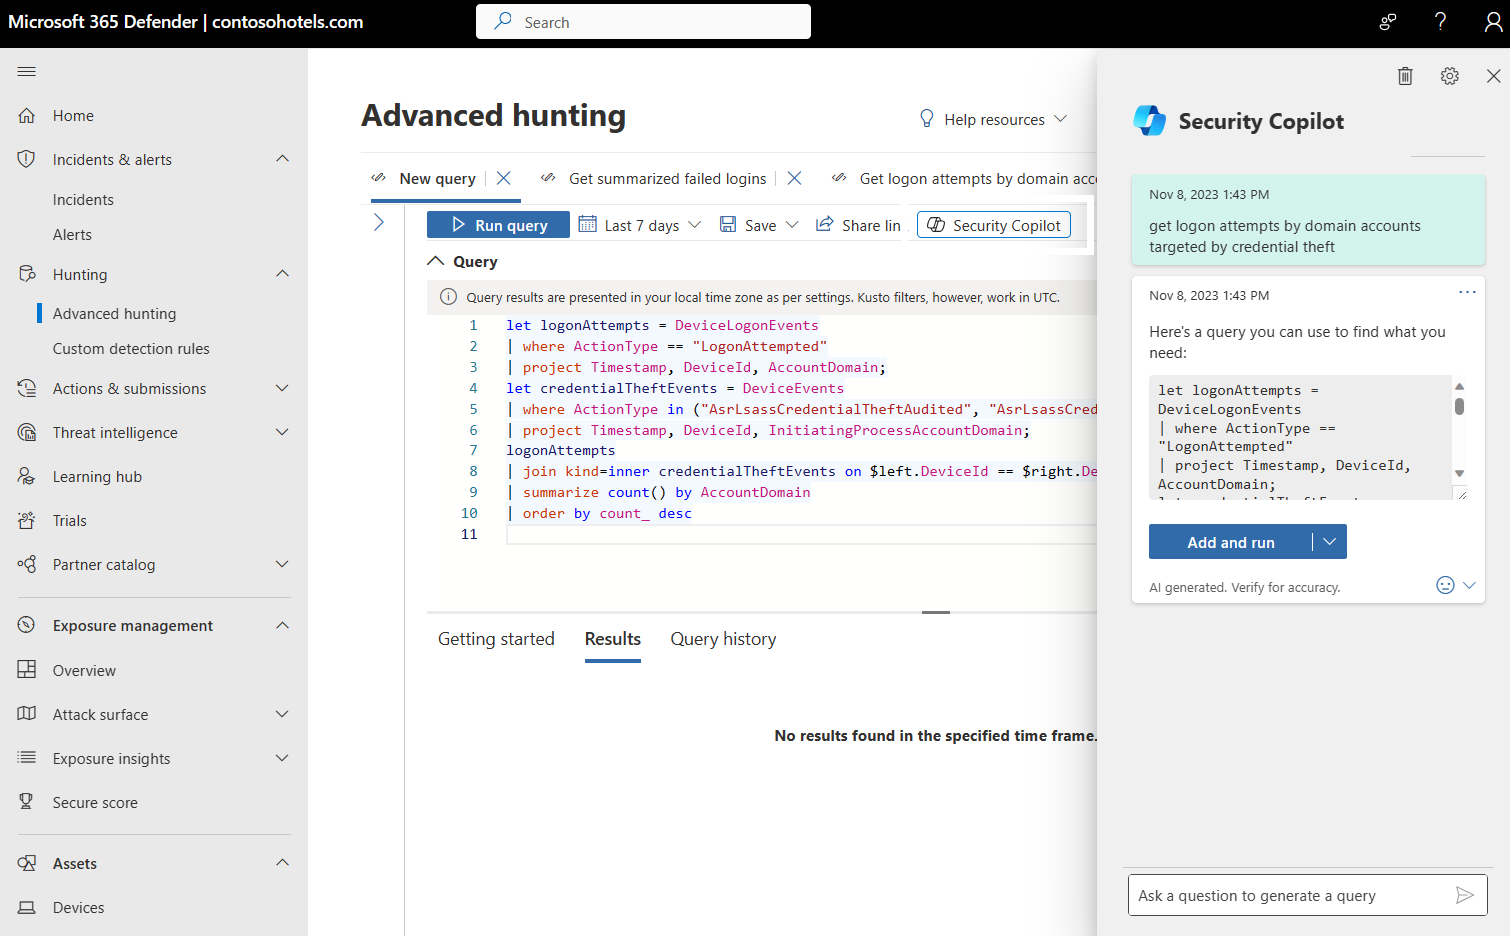 Microsoft 365 Defender | contosohotels.com
Search
Home
Incidents & alerts
Incidents
Alerts
Hunting
Advanced hunting
Custom detection rules
Actions & submissions
Threat intelligence
Learning hub
Trials
Partner catalog
Exposure management
Overview
Attack surface
Exposure insights
Secure score
Assets
Devices
Advanced hunting
Help resources
New query
Get summarized failed logins
Get logon attempts by domain acc
Run query
Last 7 days
Save
Share lin
Security Copilot
Query
Query results are presented in your local time zone as per settings. Kusto filters, however, work in UTC.
1 let logonAttempts = DeviceLogonEvents
2 | where ActionType == "LogonAttempted"
3 | project Timestamp, DeviceId, AccountDomain;
4 let credentialTheftEvents = DeviceEvents
5 | where ActionType in ("AsrLsassCredentialTheftAudited", "AsrLsassCred
6 | project Timestamp, DeviceId, InitiatingProcessAccountDomain;
7 logonAttempts
8 | join kind=inner credentialTheftEvents on $left.DeviceId == $right.De
9 | summarize count() by AccountDomain
10 | order by count_ desc
11
Getting started
Results
Query history
No results found in the specified time frame.
Security Copilot
Nov 8, 2023 1:43 PM
get logon attempts by domain accounts
targeted by credential theft
Nov 8, 2023 1:43 PM
Here's a query you can use to find what you
need:
let logonAttempts =
DeviceLogonEvents
| where ActionType ==
"LogonAttempted"
| project Timestamp, DeviceId,
AccountDomain;
Add and run
AI generated. Verify for accuracy.
Ask a question to generate a query